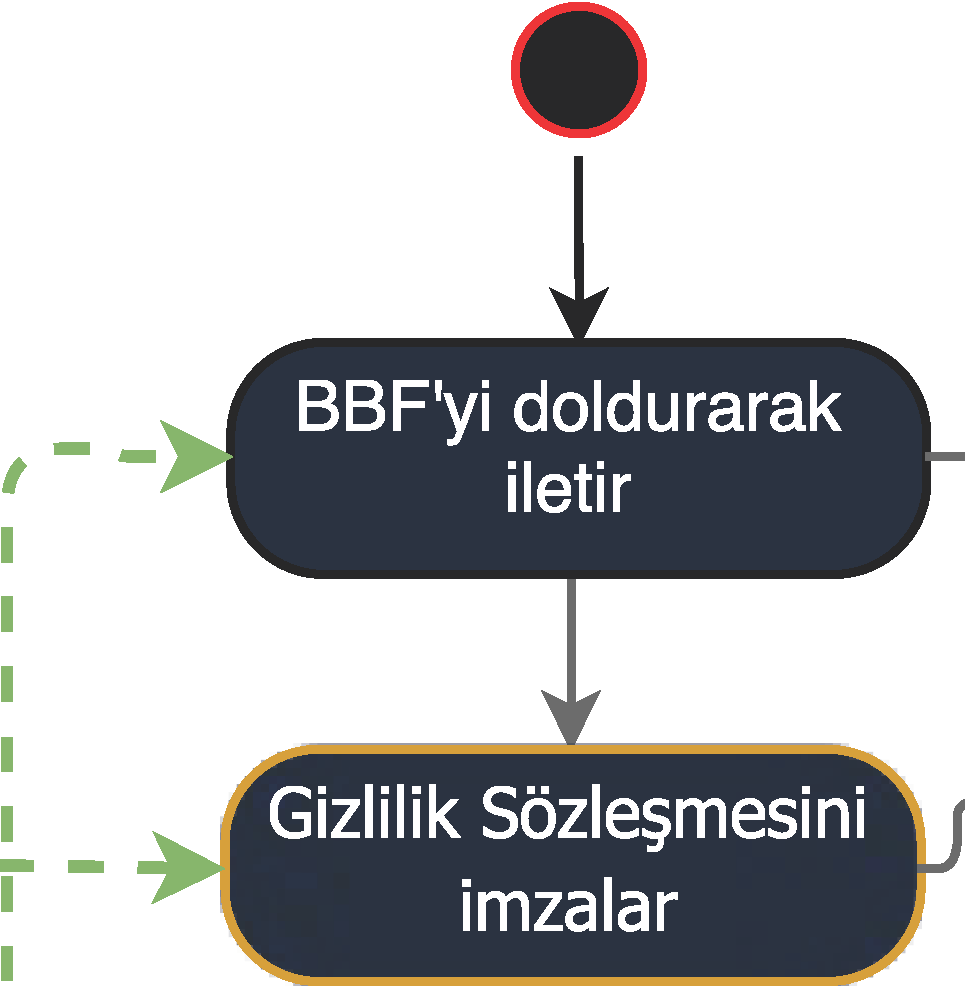 BBF'yi doldurarak
iletir
Gizlilik Sözleşmesini
imzalar